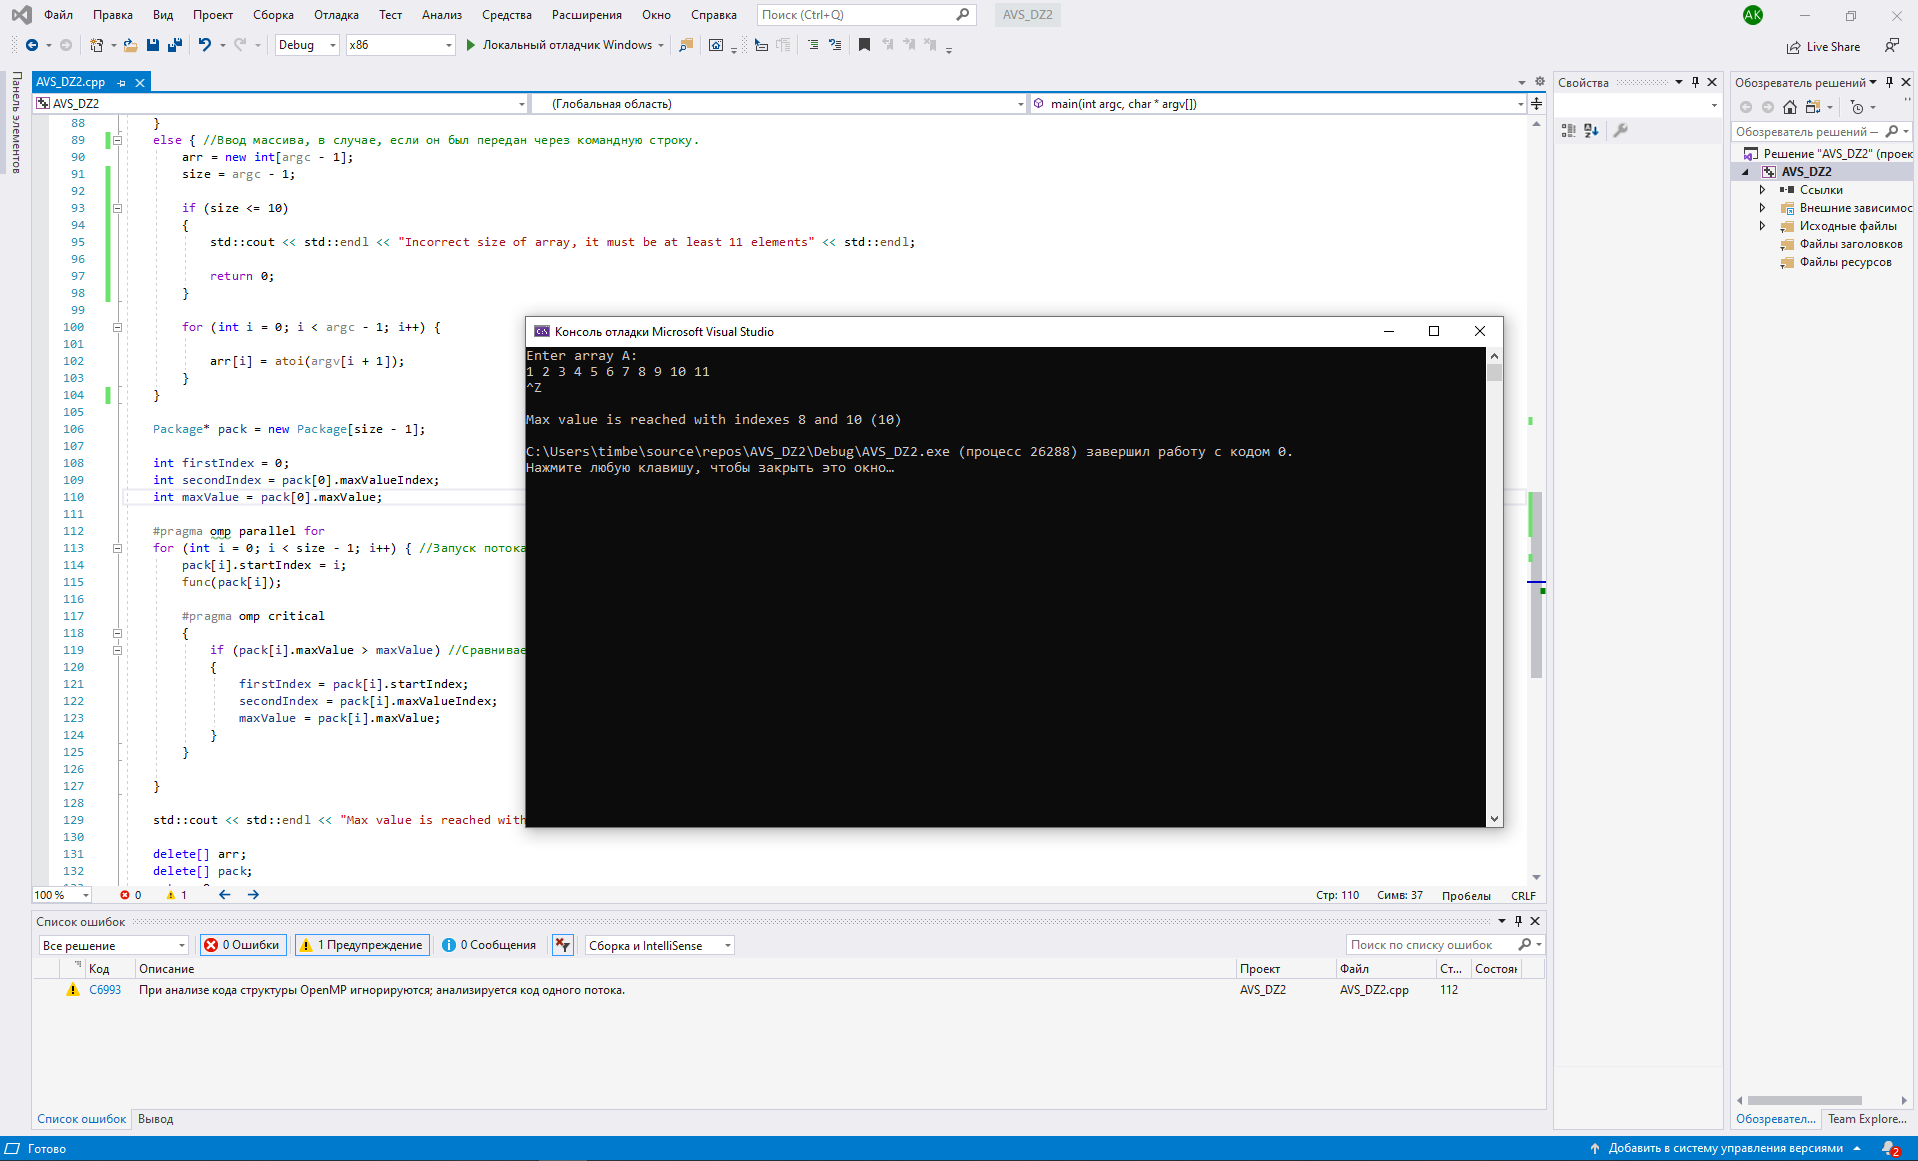 Файл Правка Вид Проект Сборка Отладка Тест Анализ Средства Расширения Окно Справка Поиск (Ctrl+Q) AVS_DZ2 AK
Debug x86 Локальный отладчик Windows Live Share
Панель элементов
AVS_DZ2.cpp
AVS_DZ2 (Глобальная область) main(int argc, char * argv[])
88 }
89 else { //Ввод массива, в случае, если он был передан через командную строку.
90 arr = new int[argc - 1];
91 size = argc - 1;
92
93 if (size <= 10)
94 {
95 std::cout << std::endl << "Incorrect size of array, it must be at least 11 elements" << std::endl;
96
97 return 0;
98 }
99
100 for (int i = 0; i < argc - 1; i++) {
101
102 arr[i] = atoi(argv[i + 1]);
103 }
104 }
105
106 Package* pack = new Package[size - 1];
107
108 int firstIndex = 0;
109 int secondIndex = pack[0].maxValueIndex;
110 int maxValue = pack[0].maxValue;
111
112 #pragma omp parallel for
113 for (int i = 0; i < size - 1; i++) { //Запуск потока
114 pack[i].startIndex = i;
115 func(pack[i]);
116
117 #pragma omp critical
118 {
119 if (pack[i].maxValue > maxValue) //Сравнивае
120 {
121 firstIndex = pack[i].startIndex;
122 secondIndex = pack[i].maxValueIndex;
123 maxValue = pack[i].maxValue;
124 }
125 }
126
127 }
128
129 std::cout << std::endl << "Max value is reached with
130
131 delete[] arr;
132 delete[] pack;
Консоль отладки Microsoft Visual Studio
Enter array A:
1 2 3 4 5 6 7 8 9 10 11
^Z
Max value is reached with indexes 8 and 10 (10)
C:\Users\timbe\source\repos\AVS_DZ2\Debug\AVS_DZ2.exe (процесс 26288) завершил работу с кодом 0.
Нажмите любую клавишу, чтобы закрыть это окно…
100 % 0 1 Стр: 110 Симв: 37 Пробелы CRLF
Список ошибок
Все решение 0 Ошибки 1 Предупреждение 0 Сообщения Сборка и IntelliSense Поиск по списку ошибок
Код Описание Проект Файл Ст... Состоян
C6993 При анализе кода структуры OpenMP игнорируются; анализируется код одного потока. AVS_DZ2 AVS_DZ2.cpp 112
Список ошибок Вывод
Свойства
Обозреватель решений
Обозреватель решений —
Решение "AVS_DZ2" (проек
AVS_DZ2
Ссылки
Внешние зависимос
Исходные файлы
Файлы заголовков
Файлы ресурсов
Обозревател... Team Explore...
Готово Добавить в систему управления версиями 2